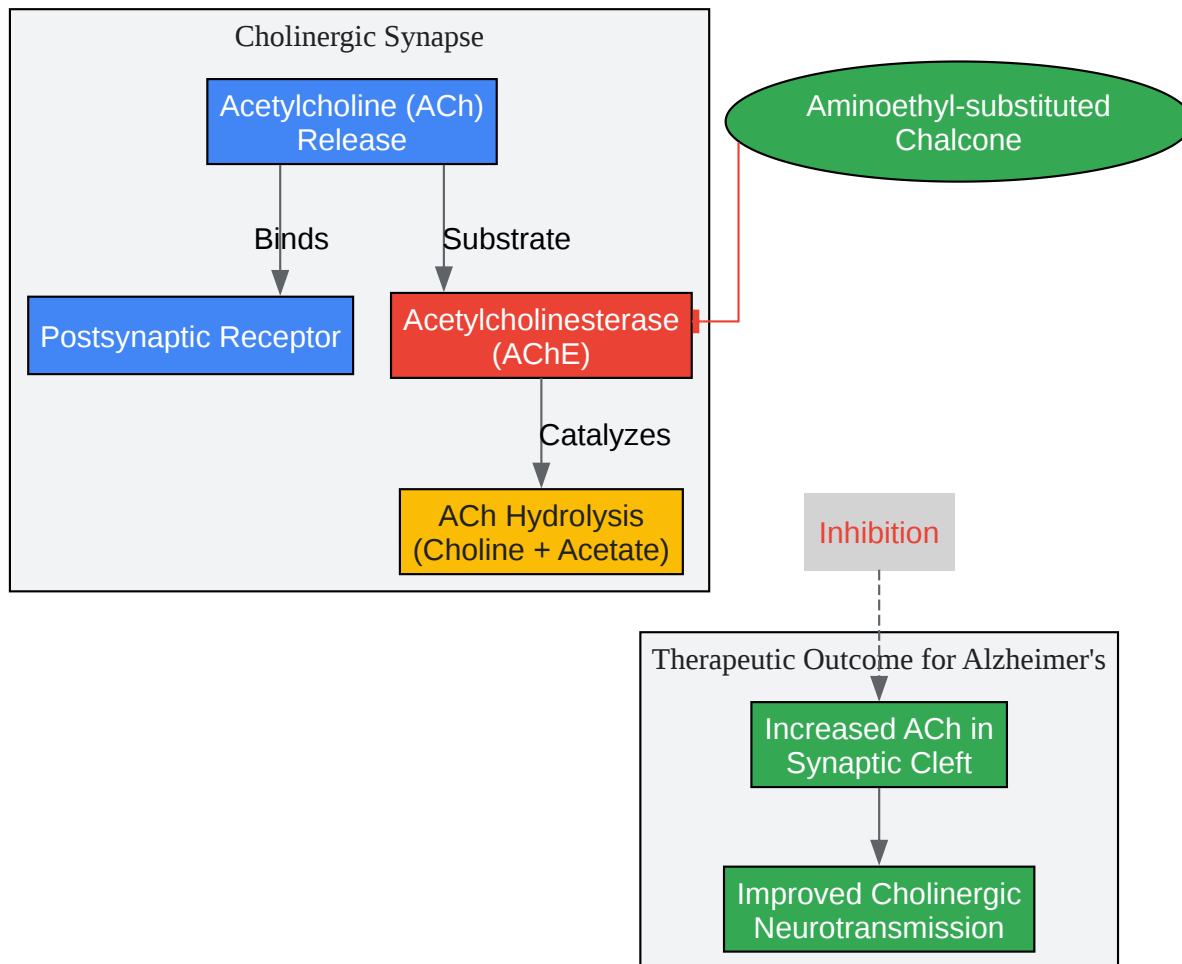 Cholinergic Synapse
Acetylcholine (ACh)
Release
Aminoethyl-substituted
Chalcone
Binds
Substrate
Postsynaptic Receptor
Acetylcholinesterase
(AChE)
Catalyzes
ACh Hydrolysis
(Choline + Acetate)
Inhibition
Therapeutic Outcome for Alzheimer's
Increased ACh in
Synaptic Cleft
Improved Cholinergic
Neurotransmission